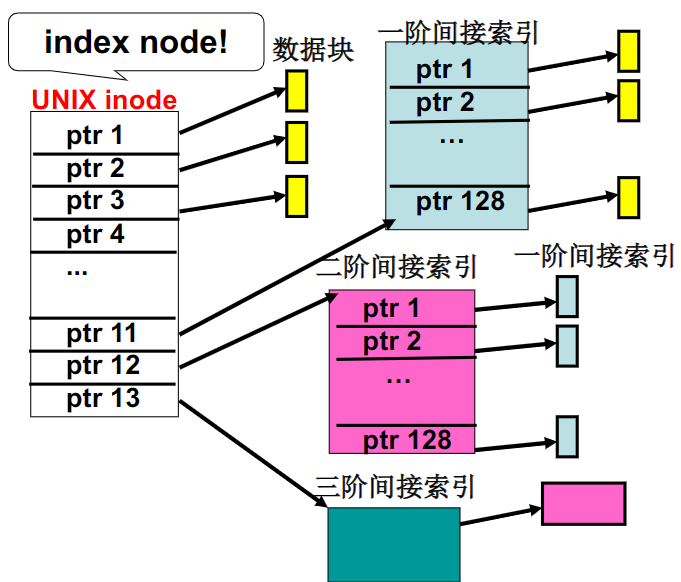 index node!
数据块
UNIX inode
ptr 1
ptr 2
ptr 3
ptr 4
...
ptr 11
ptr 12
ptr 13
一阶间接索引
ptr 1
ptr 2
…
ptr 128
二阶间接索引
ptr 1
ptr 2
…
ptr 128
一阶间接索引
三阶间接索引